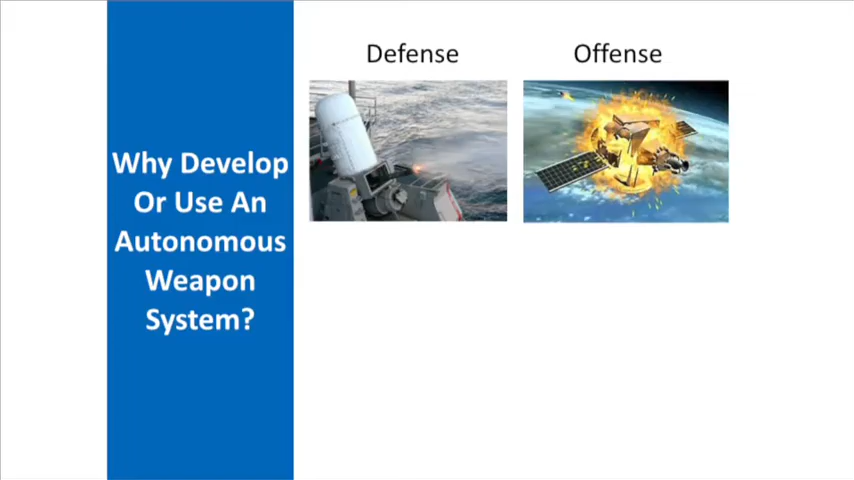 Why Develop
Or Use An
Autonomous
Weapon
System?
Defense
Offense